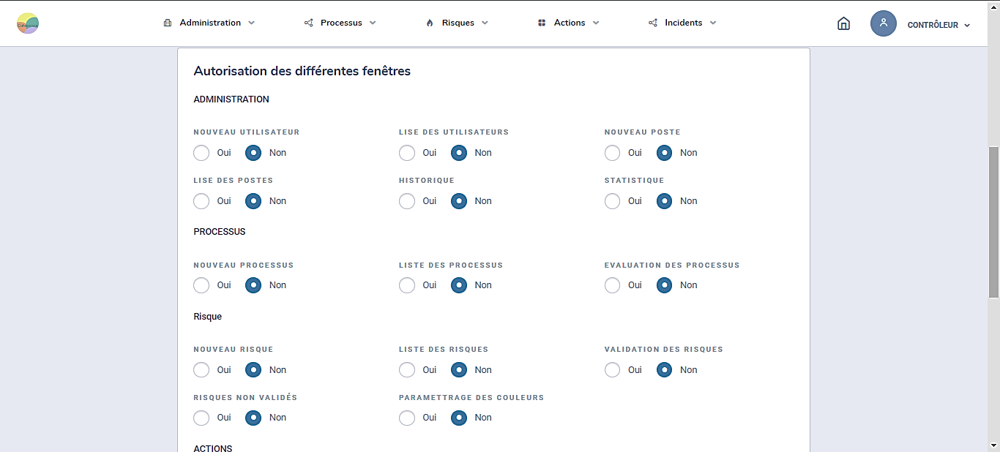 Cohérence
Administration Processus Risques Actions Incidents CONTRÔLEUR
Autorisation des différentes fenêtres
ADMINISTRATION
NOUVEAU UTILISATEUR LISE DES UTILISATEURS NOUVEAU POSTE
Oui Non Oui Non Oui Non
LISE DES POSTES HISTORIQUE STATISTIQUE
Oui Non Oui Non Oui Non
PROCESSUS
NOUVEAU PROCESSUS LISTE DES PROCESSUS EVALUATION DES PROCESSUS
Oui Non Oui Non Oui Non
Risque
NOUVEAU RISQUE LISTE DES RISQUES VALIDATION DES RISQUES
Oui Non Oui Non Oui Non
RISQUES NON VALIDÉS PARAMETTRAGE DES COULEURS
Oui Non Oui Non
ACTIONS